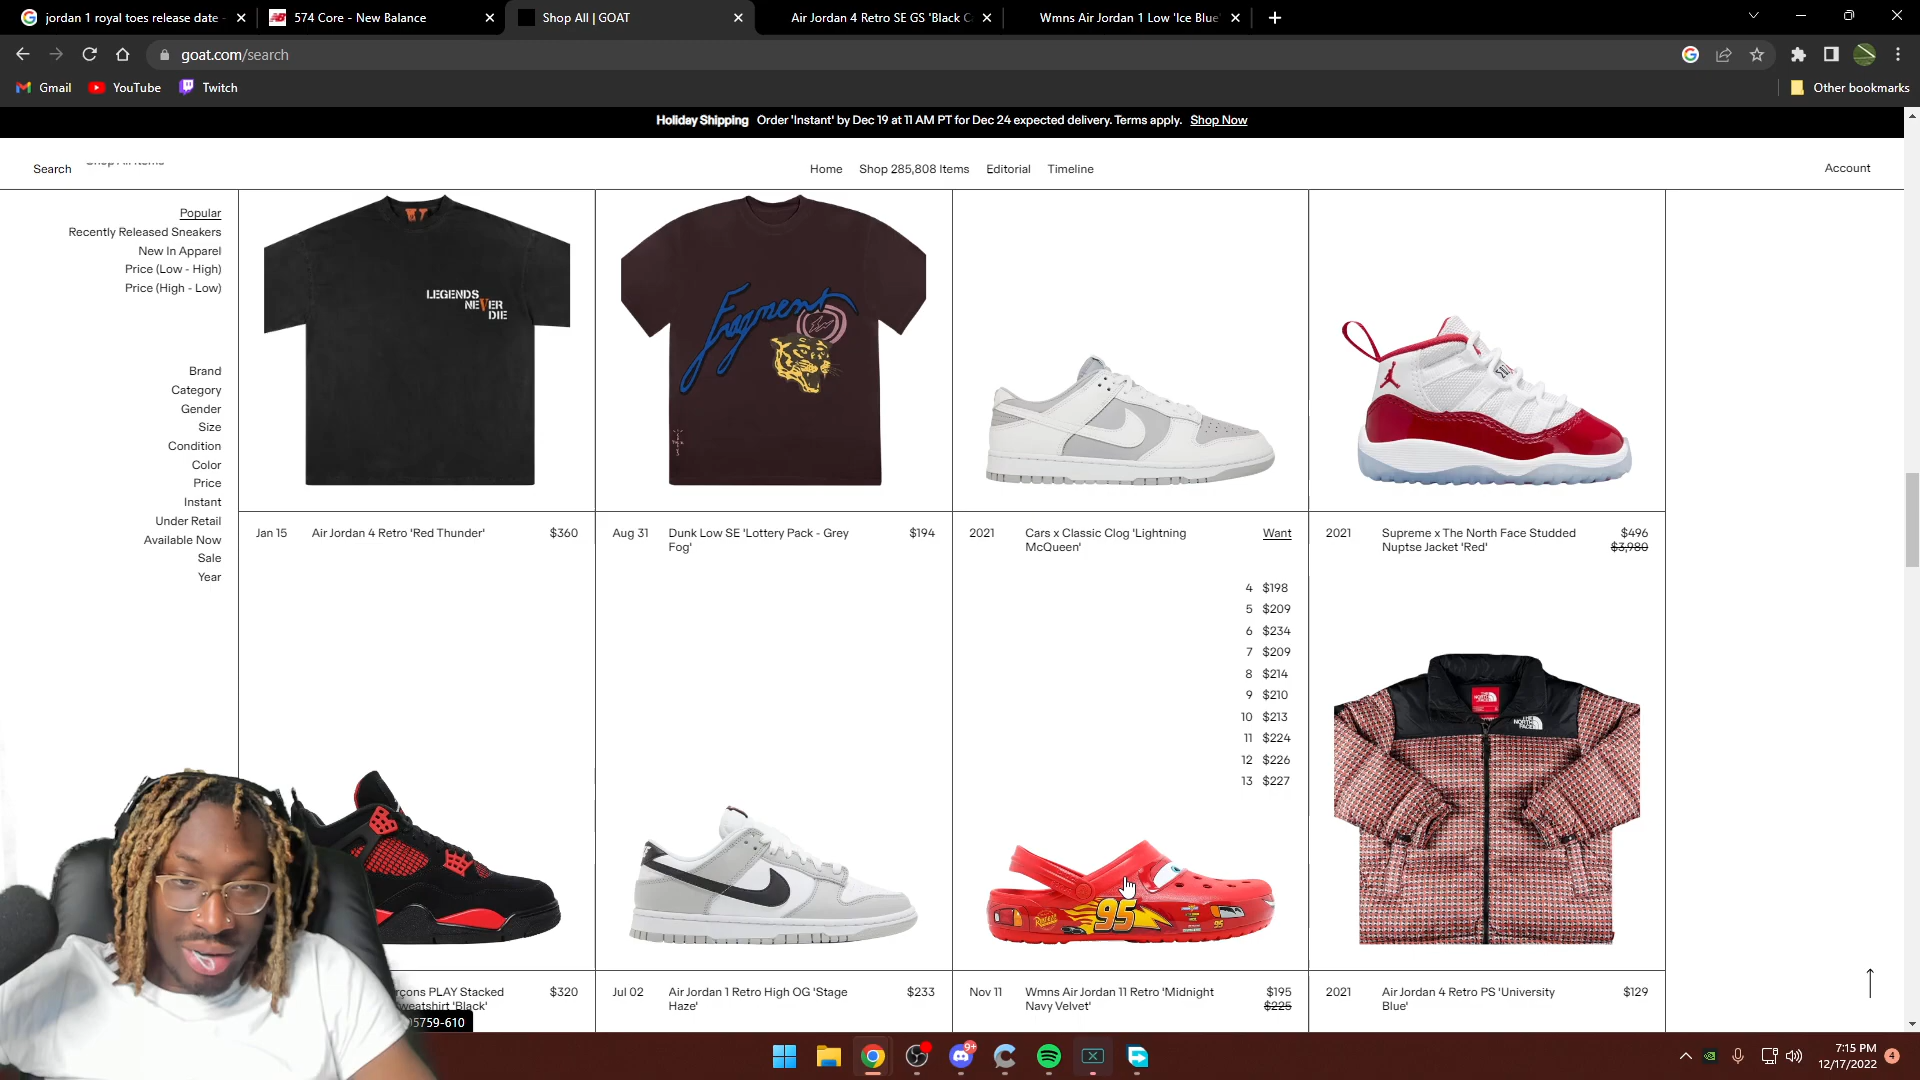 jordan 1 royal toes release date
574 Core - New Balance
Shop All | GOAT
Air Jordan 4 Retro SE GS 'Black C
Wmns Air Jordan 1 Low 'Ice Blue'
goat.com/search
Gmail
YouTube
Twitch
Other bookmarks
Holiday Shipping Order 'Instant' by Dec 19 at 11 AM PT for Dec 24 expected delivery. Terms apply. Shop Now
Search
Home
Shop 285,808 Items
Editorial
Timeline
Account
Popular
Recently Released Sneakers
New In Apparel
Price (Low - High)
Price (High - Low)
Brand
Category
Gender
Size
Condition
Color
Price
Instant
Under Retail
Available Now
Sale
Year
LEGENDS
NEVER
DIE
Fragment
Jan 15
Air Jordan 4 Retro 'Red Thunder'
$360
Aug 31
Dunk Low SE 'Lottery Pack - Grey
Fog'
$194
2021
Cars x Classic Clog 'Lightning
McQueen'
Want
2021
Supreme x The North Face Studded
Nuptse Jacket 'Red'
$496
$3,980
4 $198
5 $209
6 $234
7 $209
8 $214
9 $210
10 $213
11 $224
12 $226
13 $227
95
rçons PLAY Stacked
weatshirt 'Black'
$320
Jul 02
Air Jordan 1 Retro High OG 'Stage
Haze'
$233
Nov 11
Wmns Air Jordan 11 Retro 'Midnight
Navy Velvet'
$195
$225
2021
Air Jordan 4 Retro PS 'University
Blue'
$129
5759-610
9+
7:15 PM
12/17/2022
4